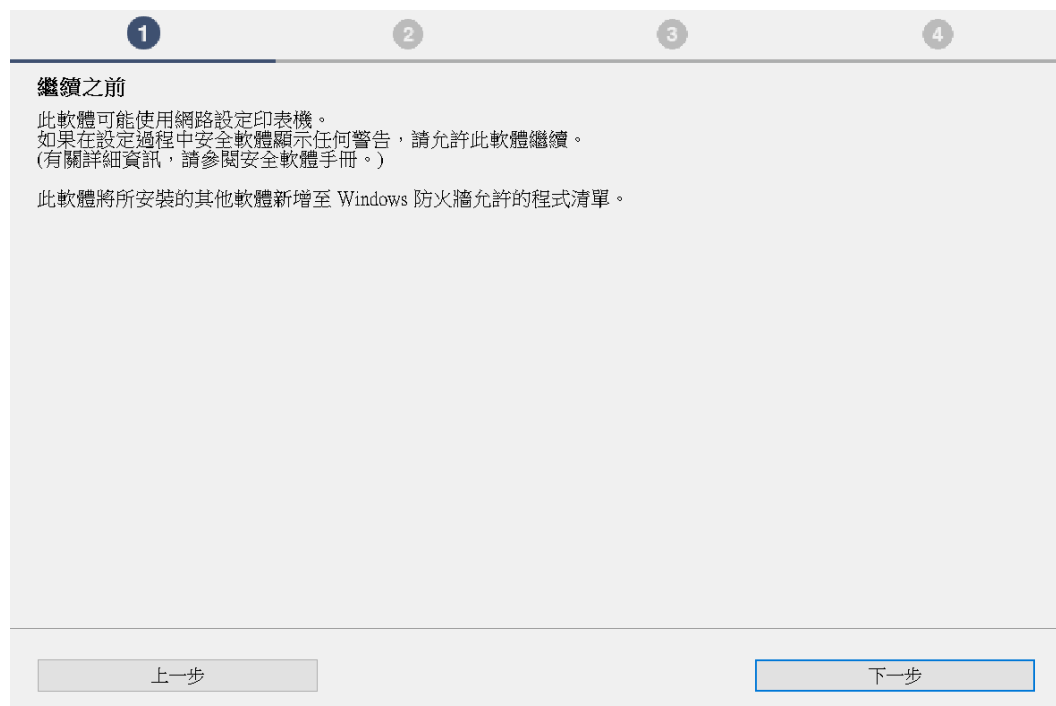 1
2
3
4
繼續之前
此軟體可能使用網路設定印表機。
如果在設定過程中安全軟體顯示任何警告，請允許此軟體繼續。
(有關詳細資訊，請參閱安全軟體手冊。)
此軟體將所安裝的其他軟體新增至 Windows 防火牆允許的程式清單。
上一步
下一步